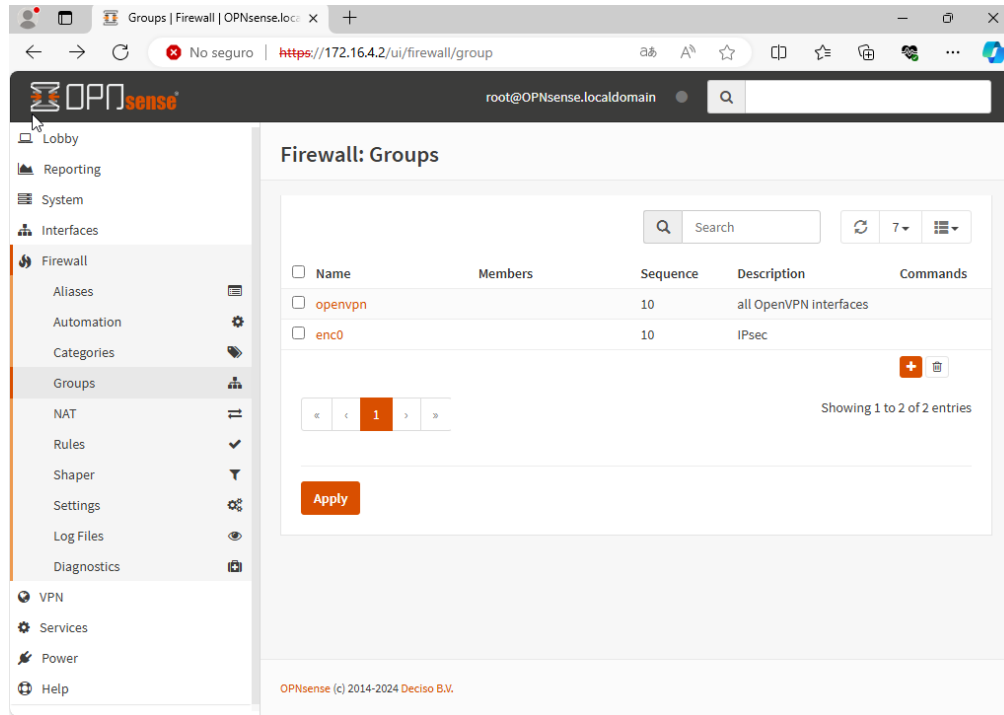 Groups | Firewall | OPNsense.loca
No seguro | https://172.16.4.2/ui/firewall/group
OPNsense
root@OPNsense.localdomain
Lobby
Reporting
System
Interfaces
Firewall
Aliases
Automation
Categories
Groups
NAT
Rules
Shaper
Settings
Log Files
Diagnostics
VPN
Services
Power
Help
Firewall: Groups
Search
7
Name Members Sequence Description Commands
openvpn 10 all OpenVPN interfaces
enc0 10 IPsec
« ‹ 1 › »
Showing 1 to 2 of 2 entries
Apply
OPNsense (c) 2014-2024 Deciso B.V.